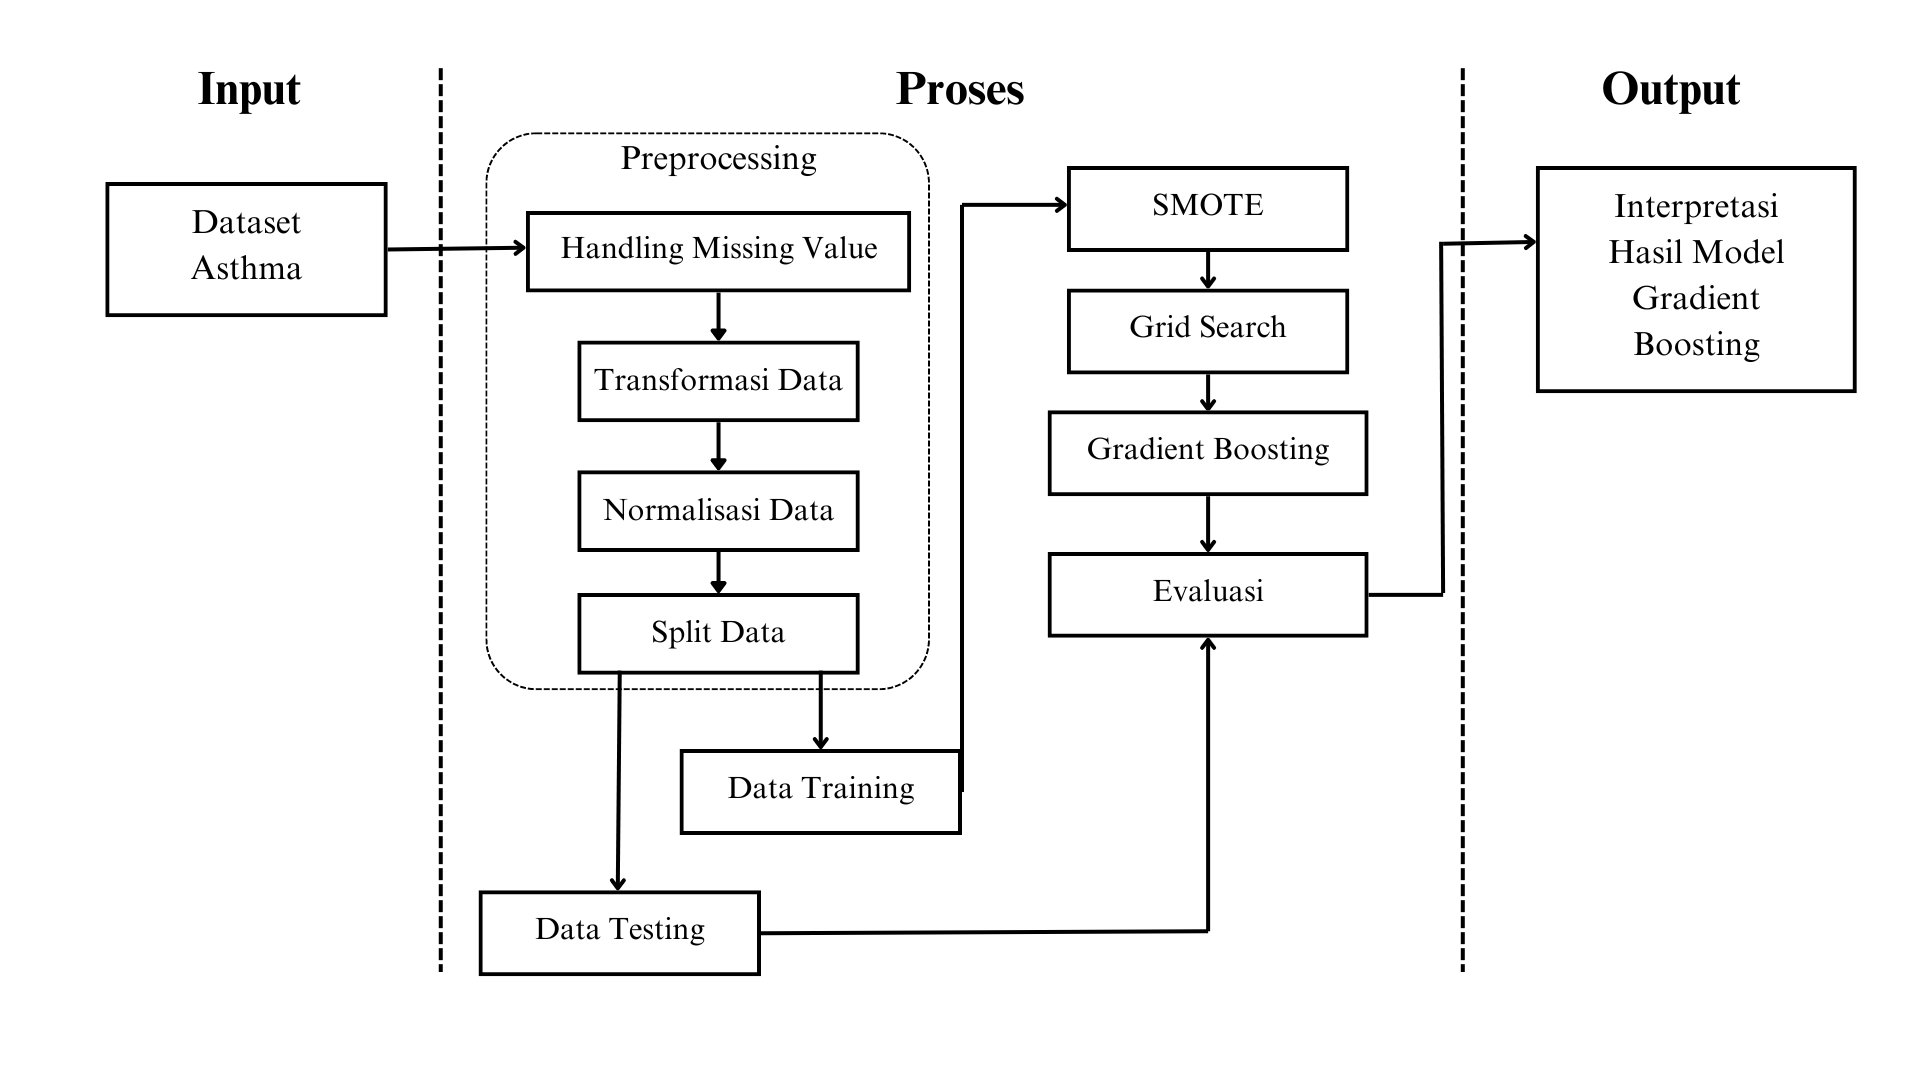 Input
Proses
Output
Dataset
Asthma
Preprocessing
Handling Missing Value
Transformasi Data
Normalisasi Data
Split Data
Data Training
Data Testing
SMOTE
Grid Search
Gradient Boosting
Evaluasi
Interpretasi
Hasil Model
Gradient
Boosting